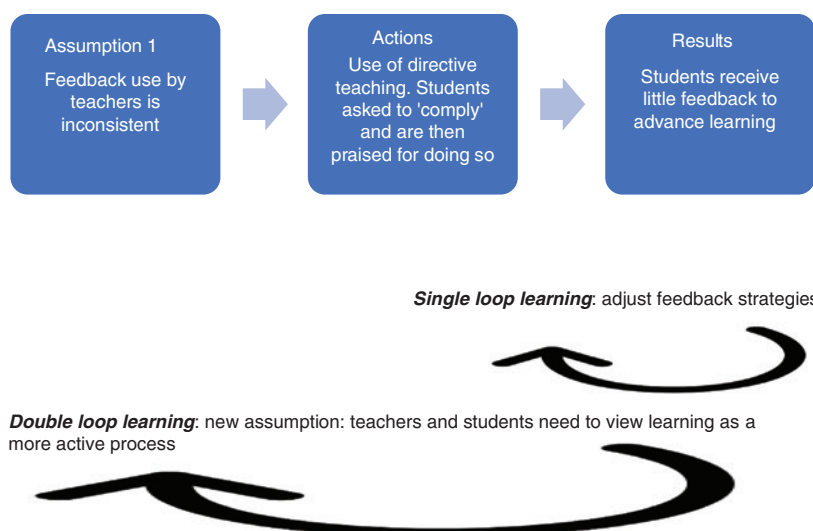 Assumption 1
Feedback use by
teachers is
inconsistent
Actions
Use of directive
teaching. Students
asked to 'comply'
and are then
praised for doing so
Results
Students receive
little feedback to
advance learning
Single loop learning: adjust feedback strategies
Double loop learning: new assumption: teachers and students need to view learning as a
more active process